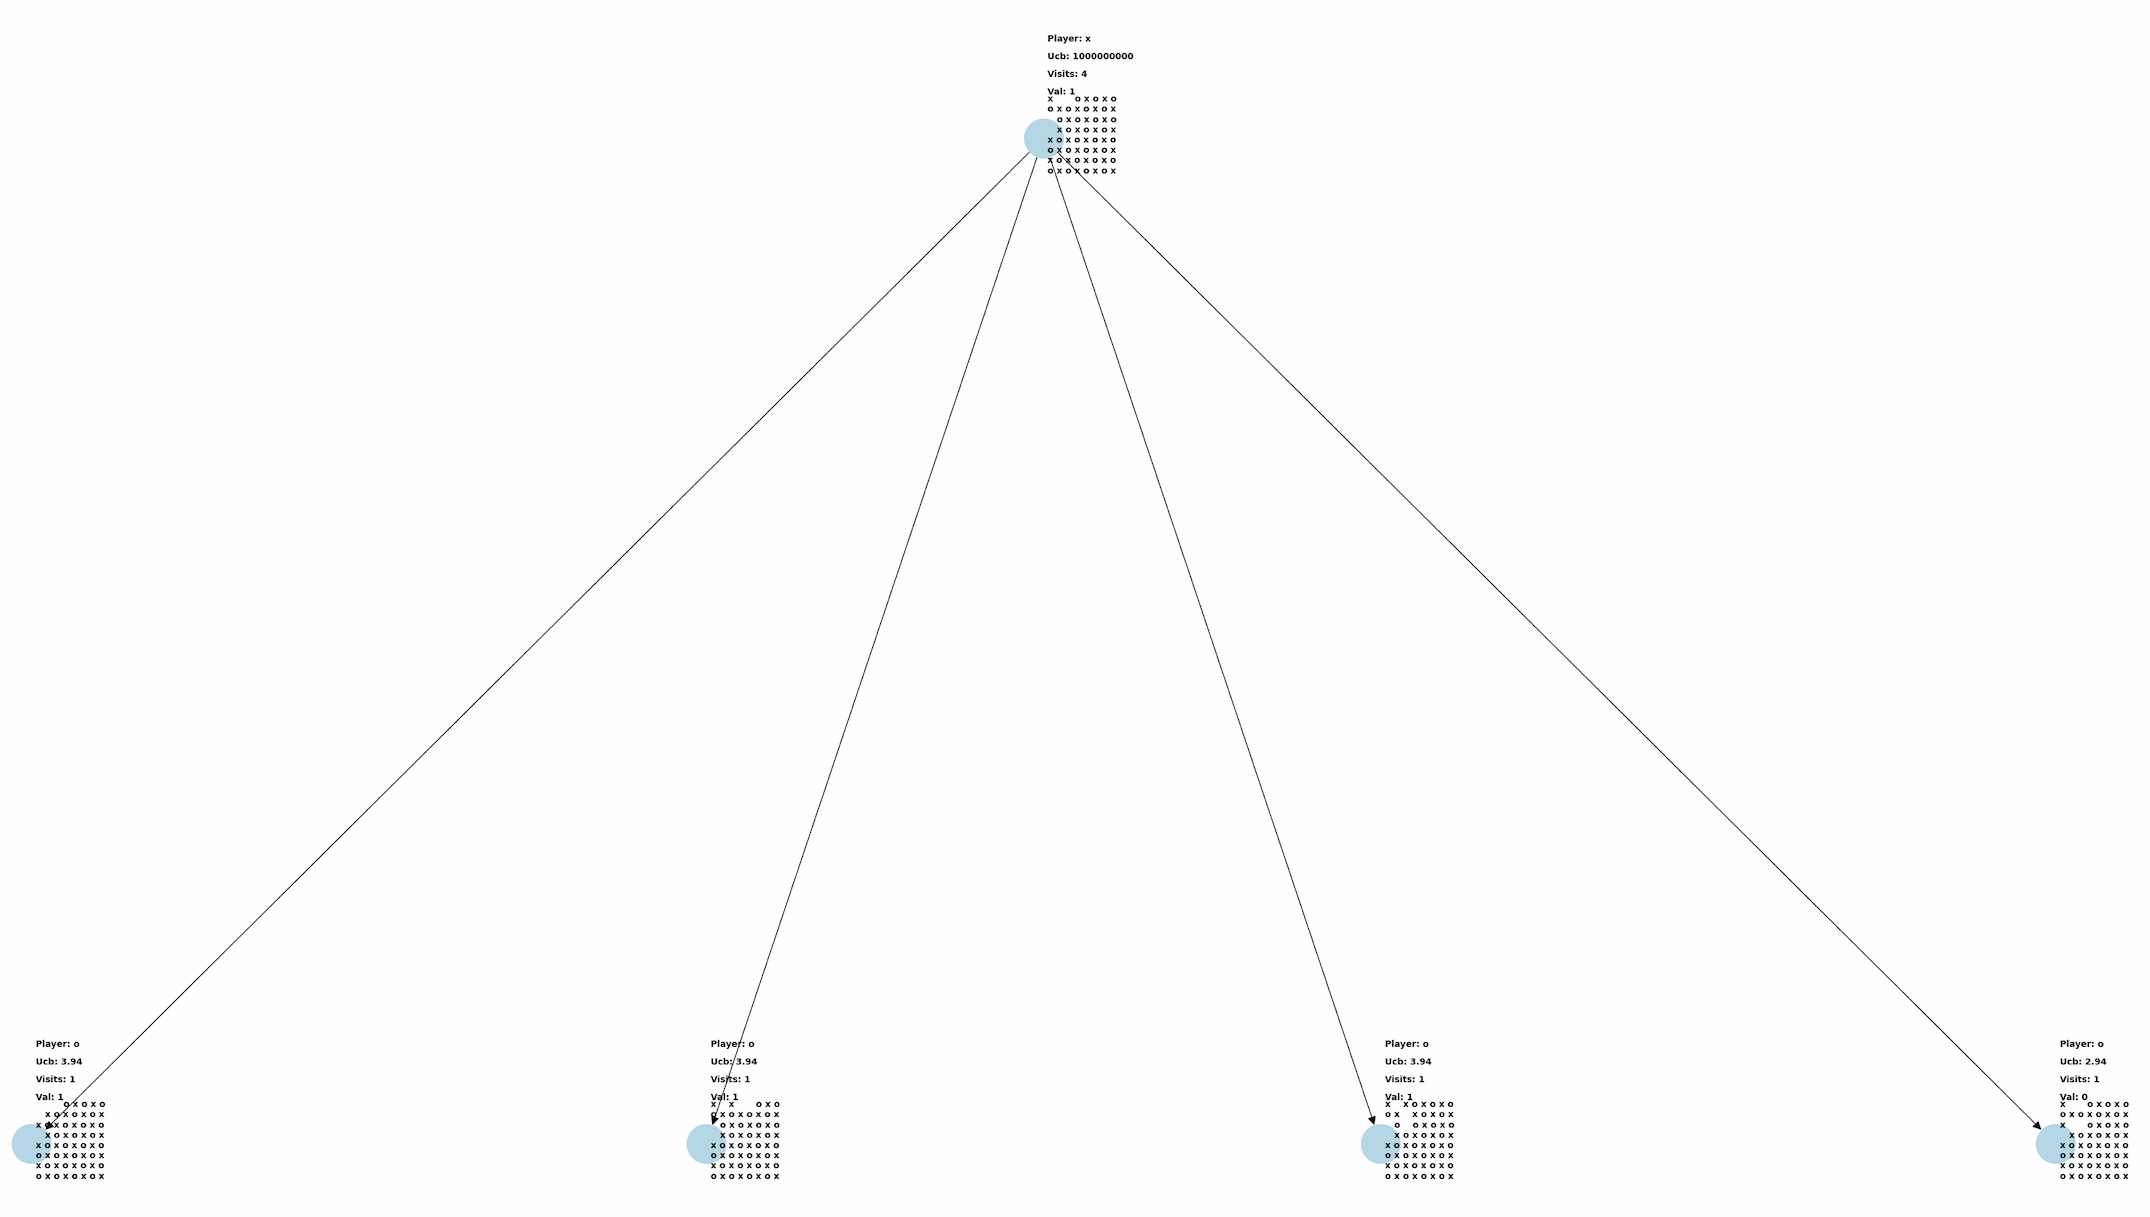 Player: x
Ucb: 1000000000
Visits: 4
Val: 1
x o x o x o
o x o x o x o x
o x o x o x o
x o x o x o x
x o x o x o x o
o x o x o x o x
x o x o x o x o
o x o x o x o x
Player: o
Ucb: 3.94
Visits: 1
Val: 1
o x o x o
x o x o x o x
x o x o x o x o
x o x o x o x
x o x o x o x o
o x o x o x o x
x o x o x o x o
o x o x o x o x
Player: o
Ucb: 3.94
Visits: 1
Val: 1
x x o x o
o x o x o x o x
o x o x o x o
x o x o x o x
x o x o x o x o
o x o x o x o x
x o x o x o x o
o x o x o x o x
Player: o
Ucb: 3.94
Visits: 1
Val: 1
x x o x o x o
o x x o x o x
o o x o x o
x o x o x o x
x o x o x o x o
o x o x o x o x
x o x o x o x o
o x o x o x o x
Player: o
Ucb: 2.94
Visits: 1
Val: 0
x o x o x o
o x o x o x o x
x o x o x o
x o x o x o x
x o x o x o x o
o x o x o x o x
x o x o x o x o
o x o x o x o x